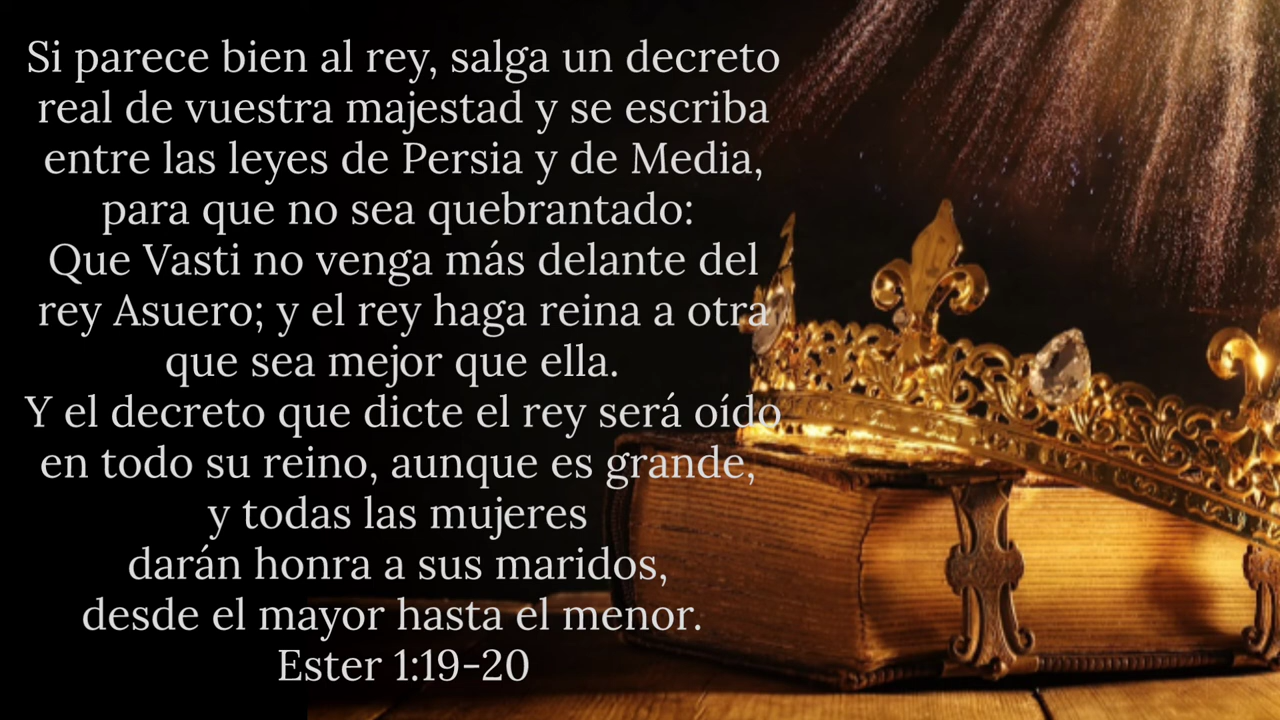 Si parece bien al rey, salga un decreto
real de vuestra majestad y se escriba
entre las leyes de Persia y de Media,
para que no sea quebrantado:
Que Vasti no venga más delante del
rey Asuero; y el rey haga reina a otra
que sea mejor que ella.
Y el decreto que dicte el rey será oído
en todo su reino, aunque es grande,
y todas las mujeres
darán honra a sus maridos,
desde el mayor hasta el menor.
Ester 1:19-20